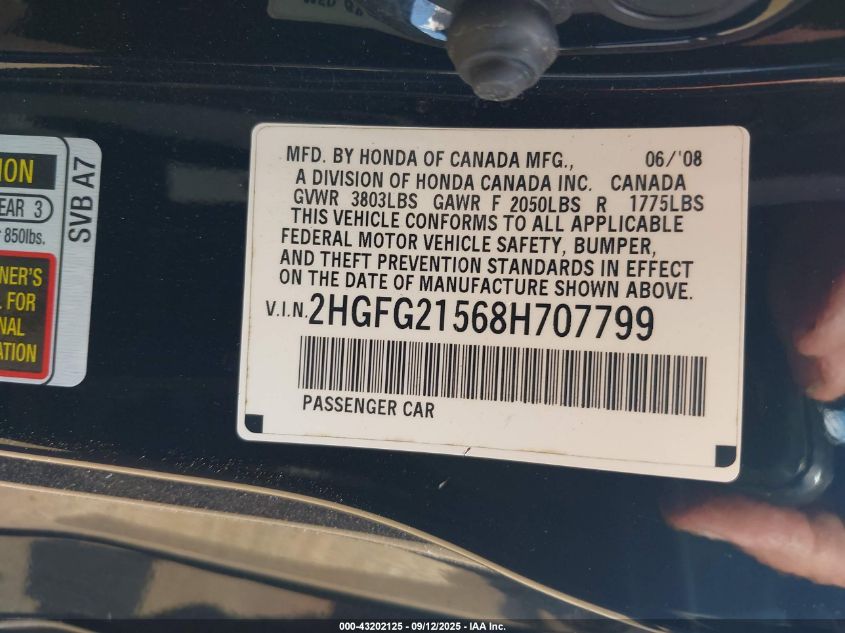 MFD. BY HONDA OF CANADA MFG., 06/'08
A DIVISION OF HONDA CANADA INC. CANADA
GVWR 3803LBS GAWR F 2050LBS R 1775LBS
THIS VEHICLE CONFORMS TO ALL APPLICABLE
FEDERAL MOTOR VEHICLE SAFETY, BUMPER,
AND THEFT PREVENTION STANDARDS IN EFFECT
ON THE DATE OF MANUFACTURE SHOWN ABOVE.
V.I.N. 2HGFG21568H707799
PASSENGER CAR
ION
EAR 3
850lbs.
NER'S
FOR
NAL
ATION
SVB A7
000-43202125 - 09/12/2025 - IAA Inc.